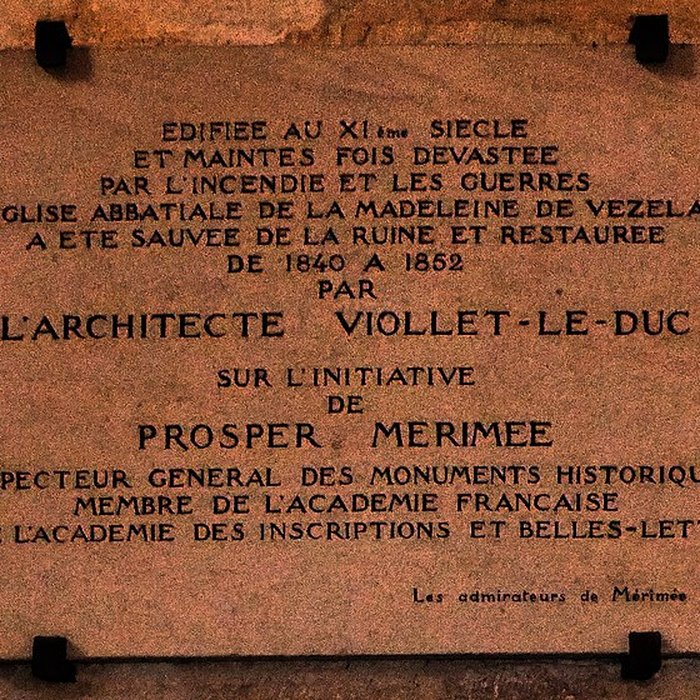 EDIFIEE AU XIème SIECLE
ET MAINTES FOIS DEVASTEE
PAR L'INCENDIE ET LES GUERRES
GLISE ABBATIALE DE LA MADELEINE DE VEZELA
A ETE SAUVEE DE LA RUINE ET RESTAUREE
DE 1840 A 1852
PAR
L'ARCHITECTE VIOLLET-LE-DUC
SUR L'INITIATIVE
DE
PROSPER MERIMEE
PECTEUR GENERAL DES MONUMENTS HISTORIQU
MEMBRE DE L'ACADEMIE FRANCAISE
L'ACADEMIE DES INSCRIPTIONS ET BELLES-LET
Les admirateurs de Mérimée